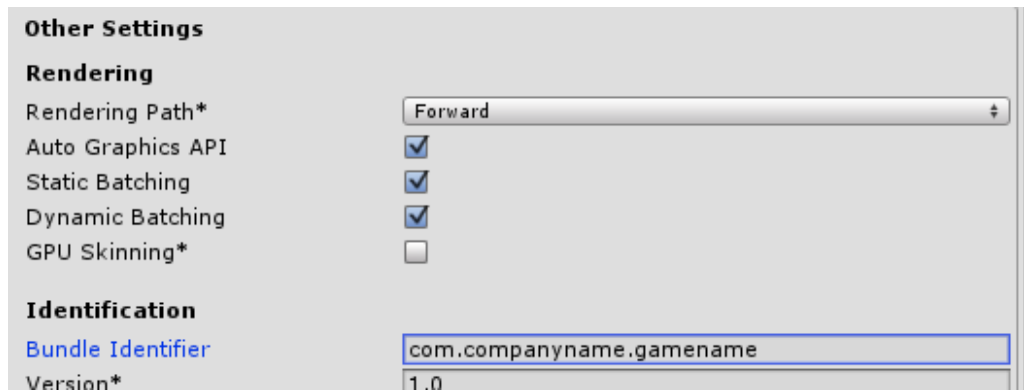 Other Settings
Rendering
Rendering Path* Forward
Auto Graphics API
Static Batching
Dynamic Batching
GPU Skinning*
Identification
Bundle Identifier com.companyname.gamename
Version* 1.0